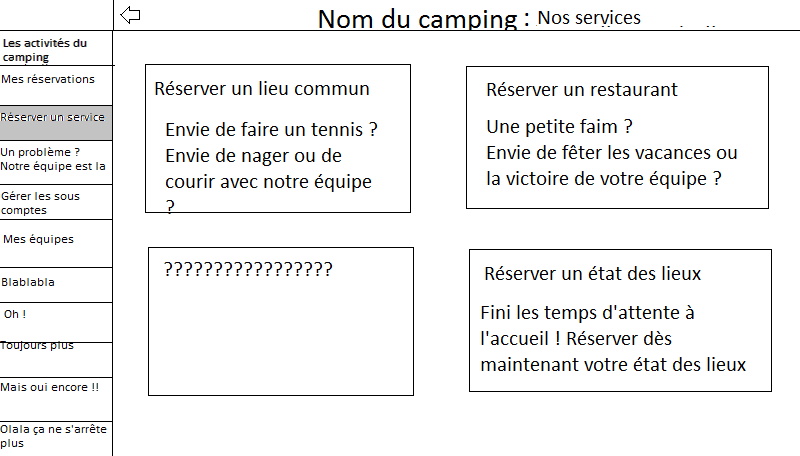 Nom du camping : Nos services
Les activités du
camping
Mes réservations
Réserver un service
Un problème ?
Notre équipe est la
Gérer les sous
comptes
Mes équipes
Blablabla
Oh !
Toujours plus
Mais oui encore !!
Olala ça ne s'arrête
plus
Réserver un lieu commun
Envie de faire un tennis ?
Envie de nager ou de
courir avec notre équipe
?
Réserver un restaurant
Une petite faim ?
Envie de fêter les vacances ou
la victoire de votre équipe ?
?????????????????
Réserver un état des lieux
Fini les temps d'attente à
l'accueil ! Réserver dès
maintenant votre état des lieux